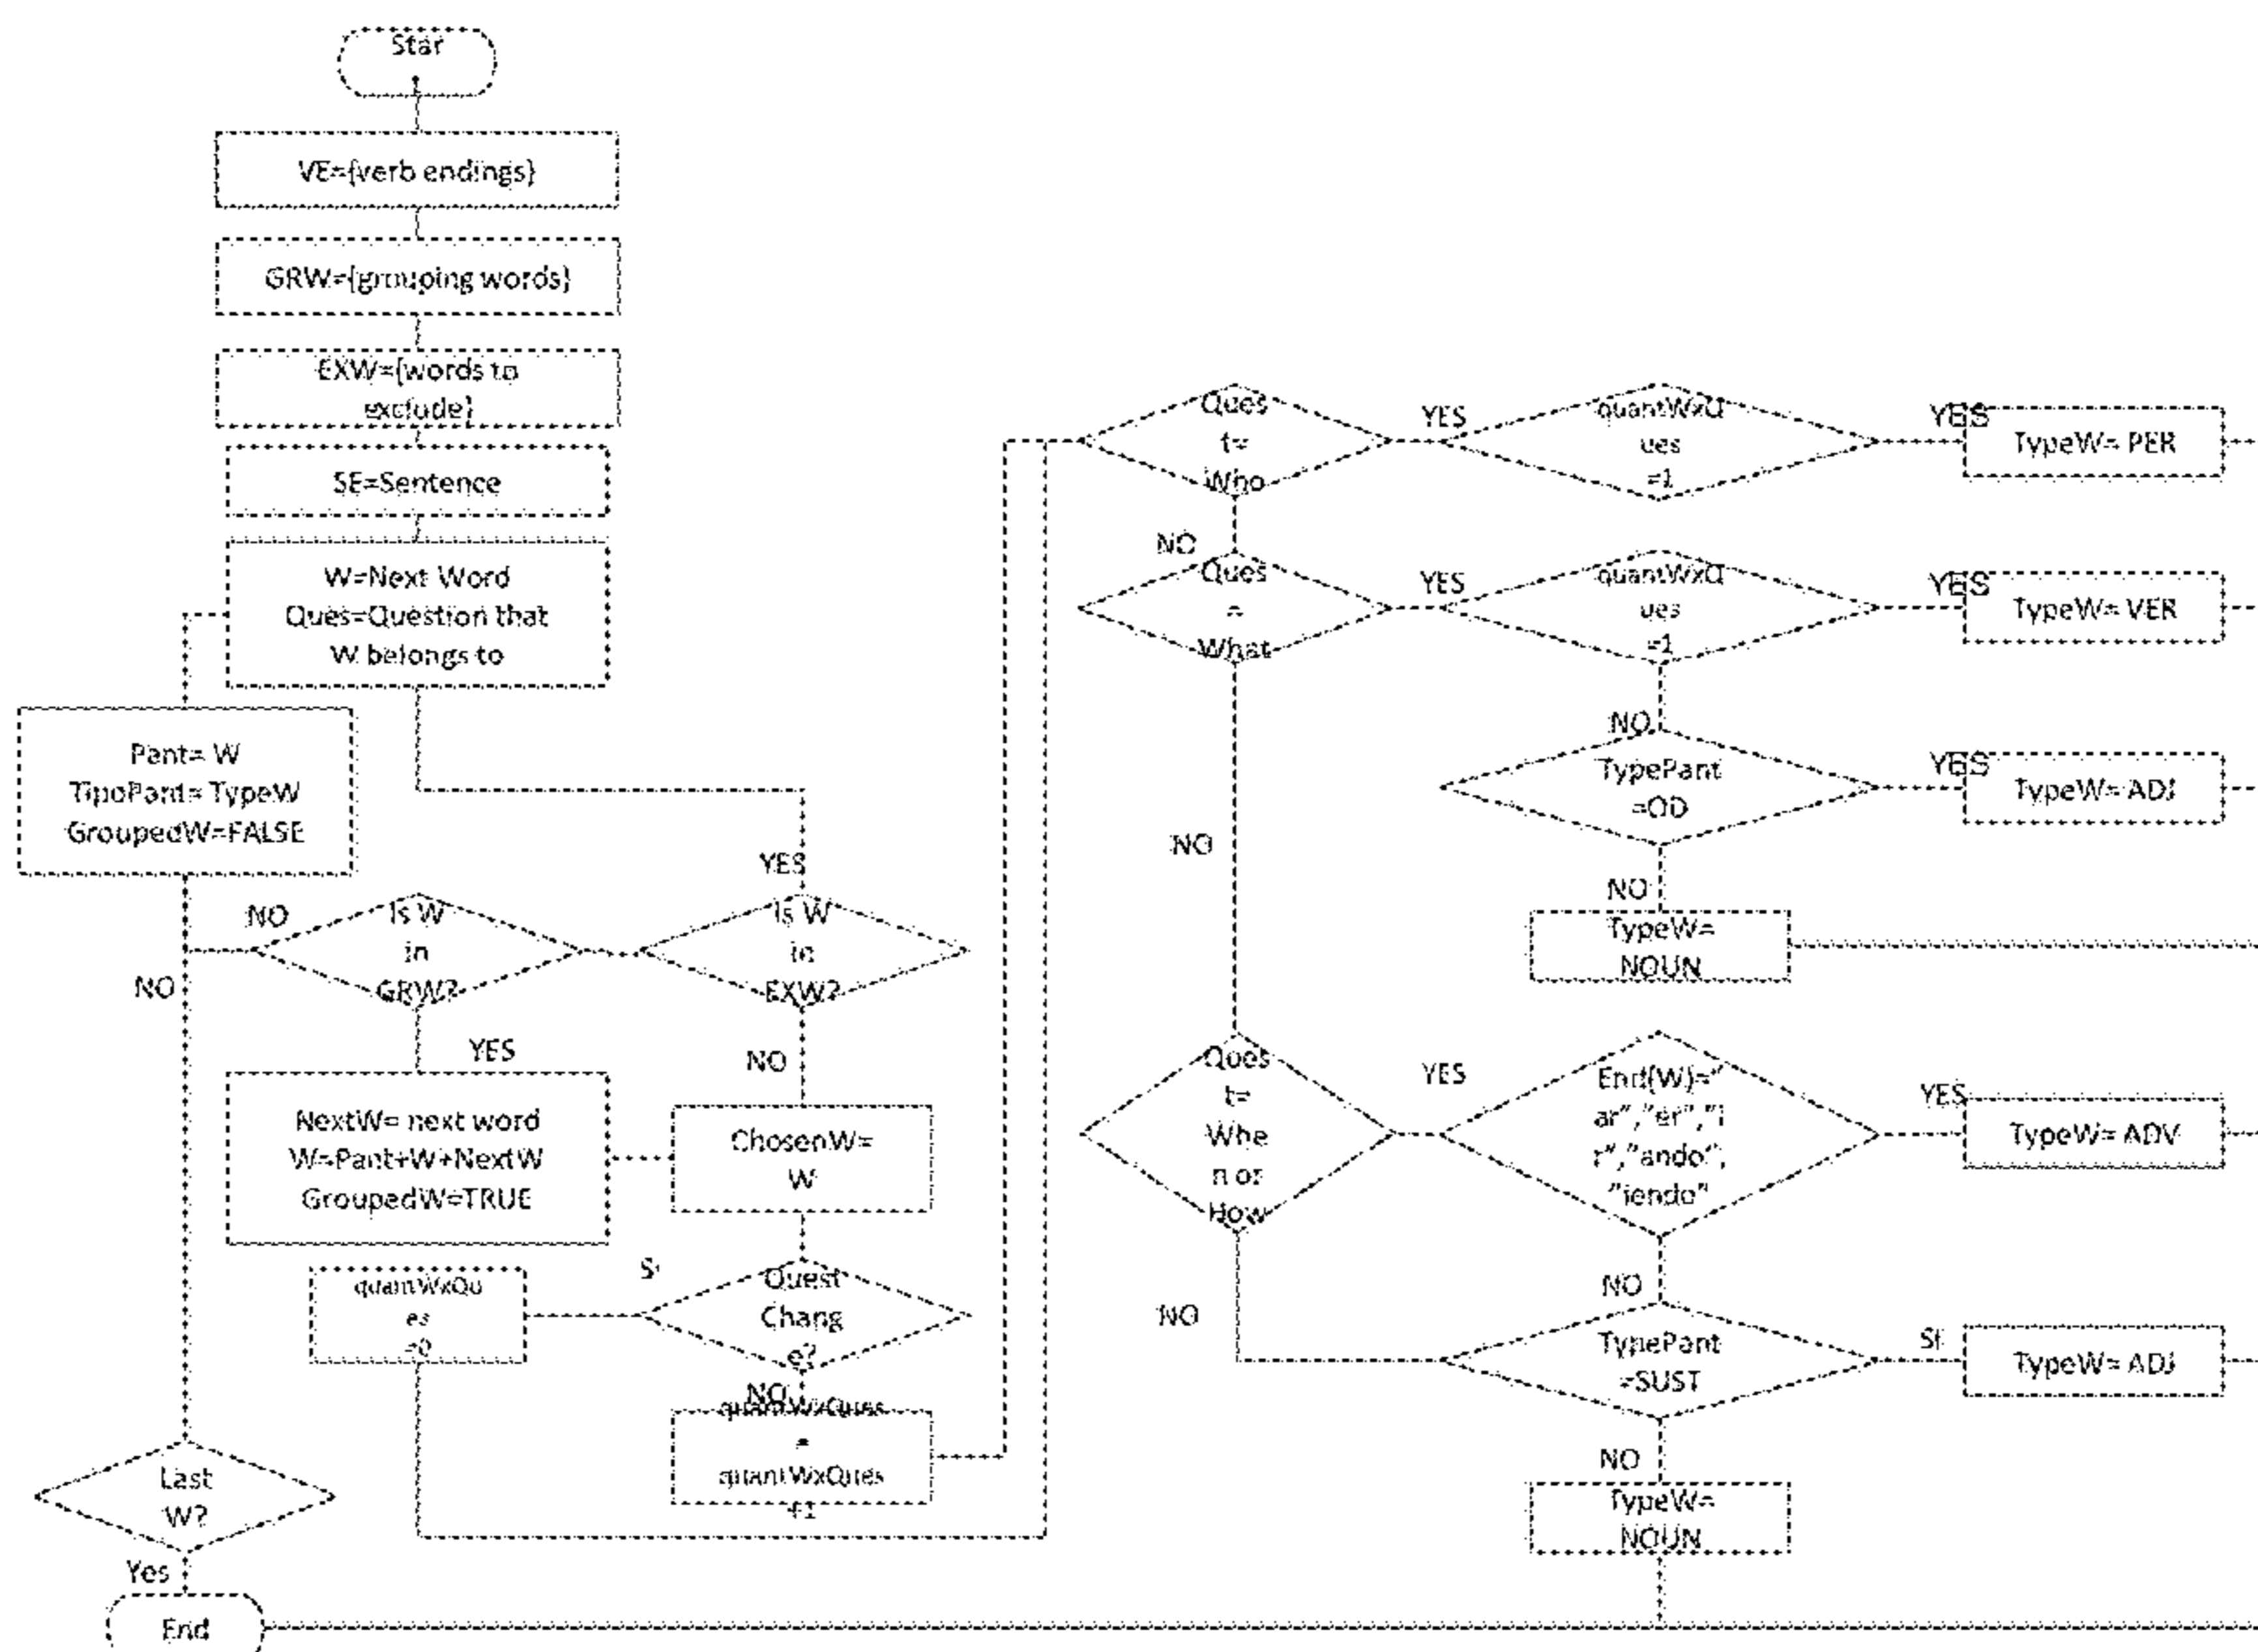 Star
t
VE={verb endings}
GRW={grouping words}
EXW={words to
exclude}
SE=Sentence
W=Next Word
Ques=Question that
W belongs to
Pant= W
TipoPant= TypeW
GroupedW=FALSE
NO
Is W
in
GRW?
YES
Is W
in
EXW?
NO
YES
NO
NextW= next word
W=Pant+W+NextW
GroupedW=TRUE
ChosenW=
W
quantWxQu
es
=0
Quest
Chang
e?
NO
quantWxQues
=
quantWxQues
+1
Last
W?
Yes
End
Ques
t=
Who
YES
quantWxQ
ues
=1
YES
TypeW= PER
NO
Ques
=
What
YES
quantWxQ
ues
=1
YES
TypeW= VER
NO
TypePant
=OD
YES
TypeW= ADJ
NO
NO
TypeW=
NOUN
Ques
t=
Whe
n or
How
YES
End(W)="
ar","er","i
r","ando",
"iendo"
YES
TypeW= ADV
NO
NO
TypePant
=SUST
TypeW= ADJ
NO
TypeW=
NOUN